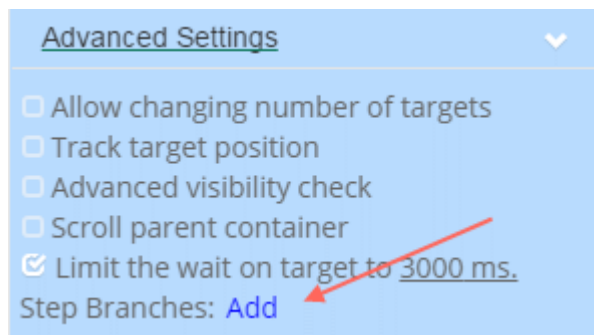 Advanced Settings
Allow changing number of targets
Track target position
Advanced visibility check
Scroll parent container
Limit the wait on target to 3000 ms.
Step Branches: Add